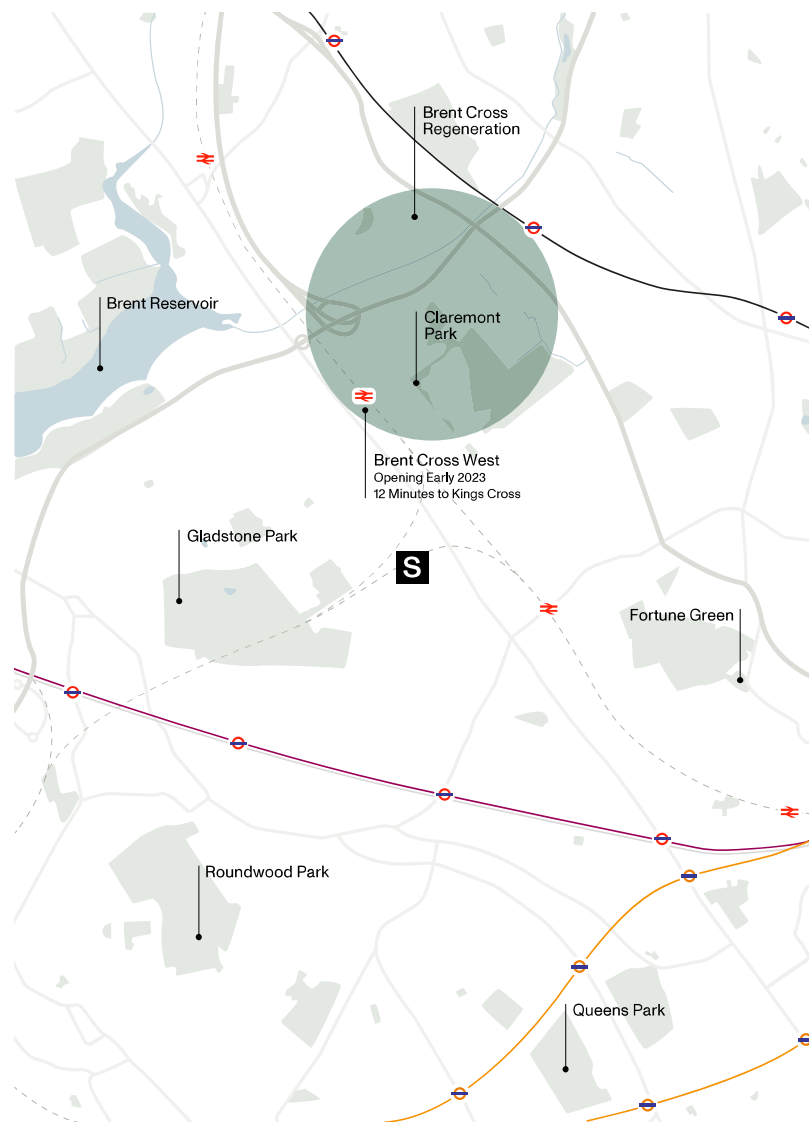 Brent Cross
Regeneration
Brent Reservoir
Claremont
Park
Brent Cross West
Opening Early 2023
12 Minutes to Kings Cross
Gladstone Park
S
Fortune Green
Roundwood Park
Queens Park